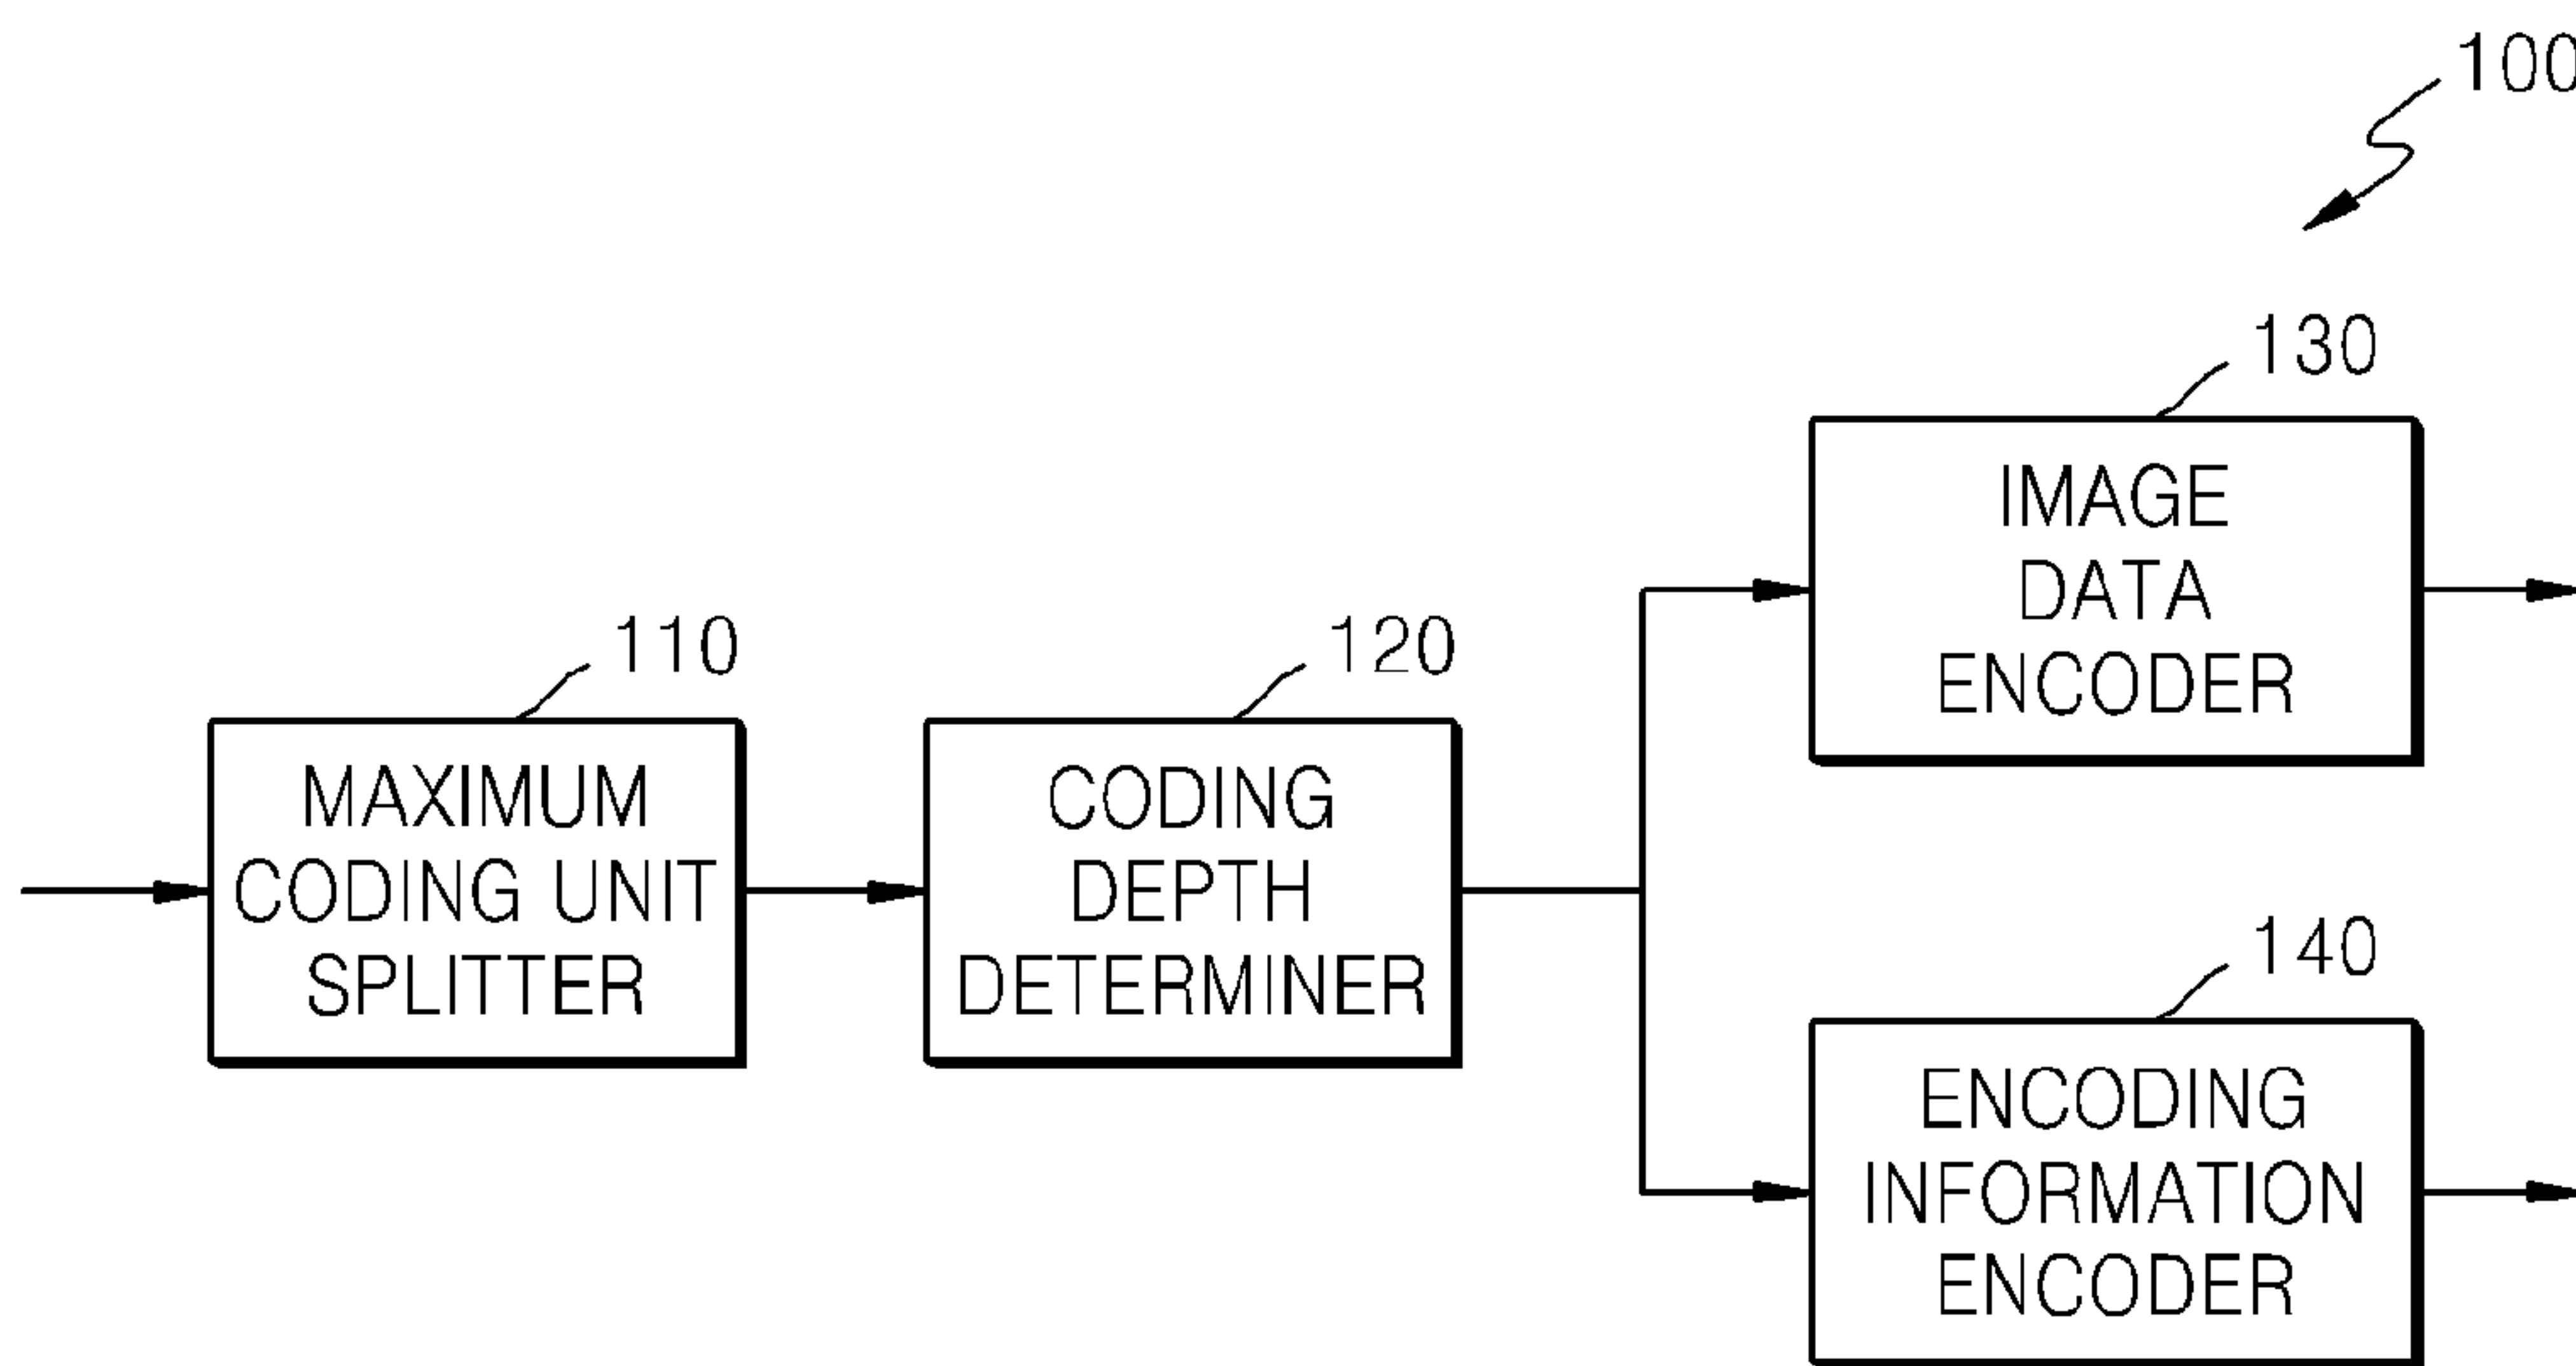 100
130
IMAGE
DATA
ENCODER
110
120
MAXIMUM
CODING UNIT
SPLITTER
CODING
DEPTH
DETERMINER
140
ENCODING
INFORMATION
ENCODER